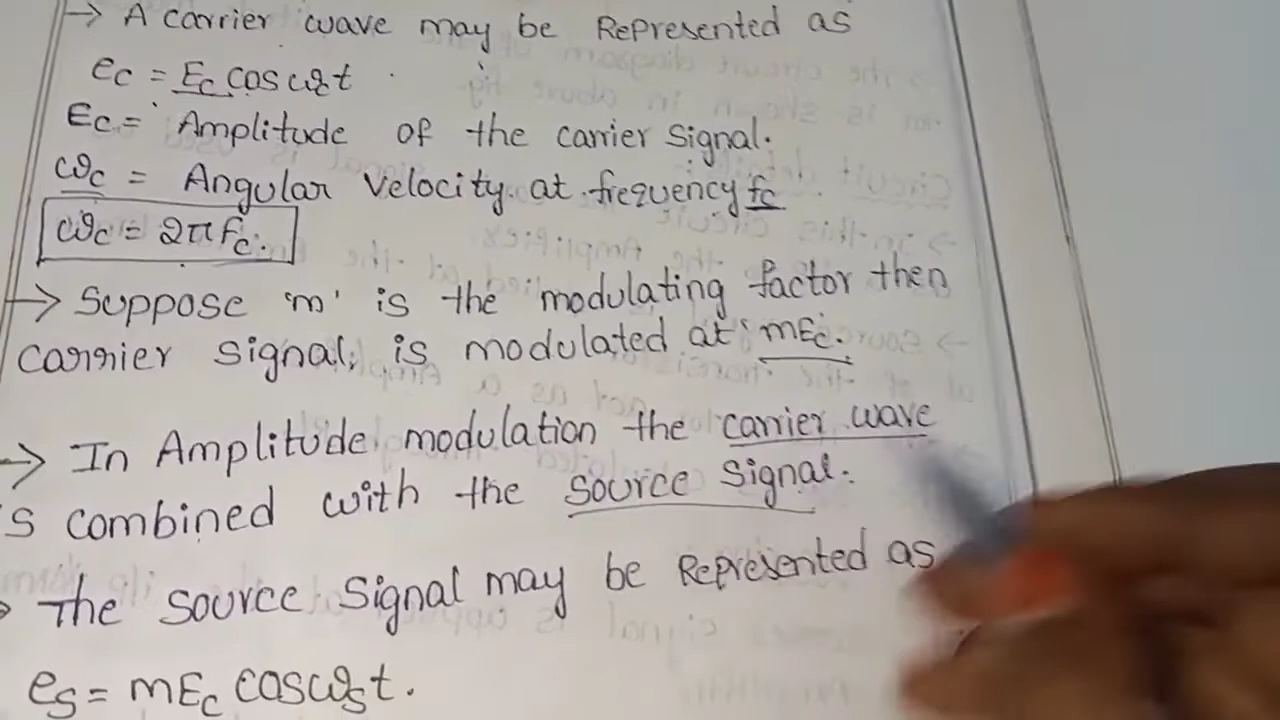 → A carrier wave may be Represented as
ec = Ec cos ωct
Ec = Amplitude of the carrier signal.
ωc = Angular velocity at frequency fc
ωc = 2πfc.
→ Suppose 'm' is the modulating factor then
carrier signal, is modulated at mEc.
→ In Amplitude modulation the carrier wave
s combined with the source signal.
The source signal may be Represented as
es = mEc cos ωst.